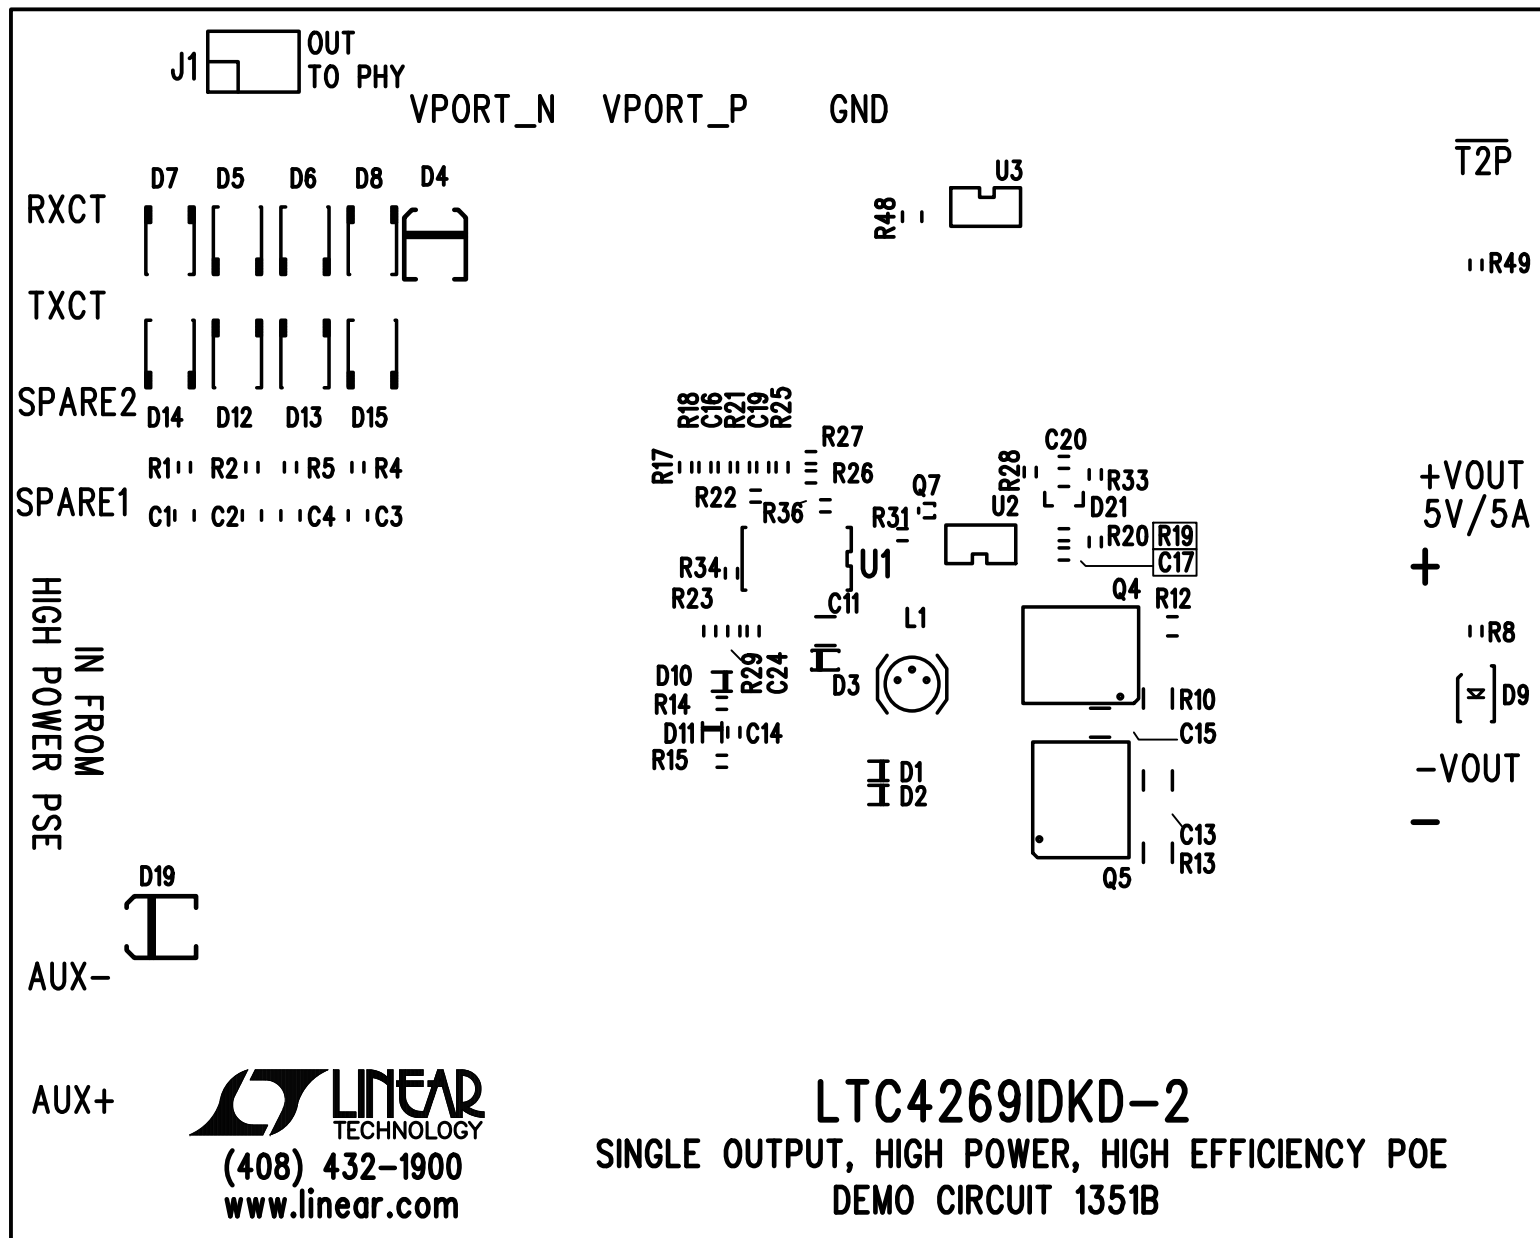 J1
OUT
TO PHY
VPORT_N VPORT_P GND
T2P
D7 D5 D6 D8 D4
U3
RXCT
R48
R49
TXCT
SPARE2
D14 D12 D13 D15
R18 C16 R21 C19 R25
R17
R27
R26
R22
R36
R1 R2 R5 R4
SPARE1
C1 C2 C4 C3
Q7
R31
U2
R28
C20
R33
D21
R20
R19
C17
+VOUT
5V/5A
+
R34
U1
R23
C11
L1
Q4
R12
R8
HIGH POWER PSE
IN FROM
D10
R29
C24
D3
R14
R10
D9
D11
C14
C15
R15
D1
D2
-VOUT
-
C13
R13
Q5
D19
AUX-
AUX+
LINEAR
TECHNOLOGY
(408) 432-1900
www.linear.com
LTC4269IDKD-2
SINGLE OUTPUT, HIGH POWER, HIGH EFFICIENCY POE
DEMO CIRCUIT 1351B